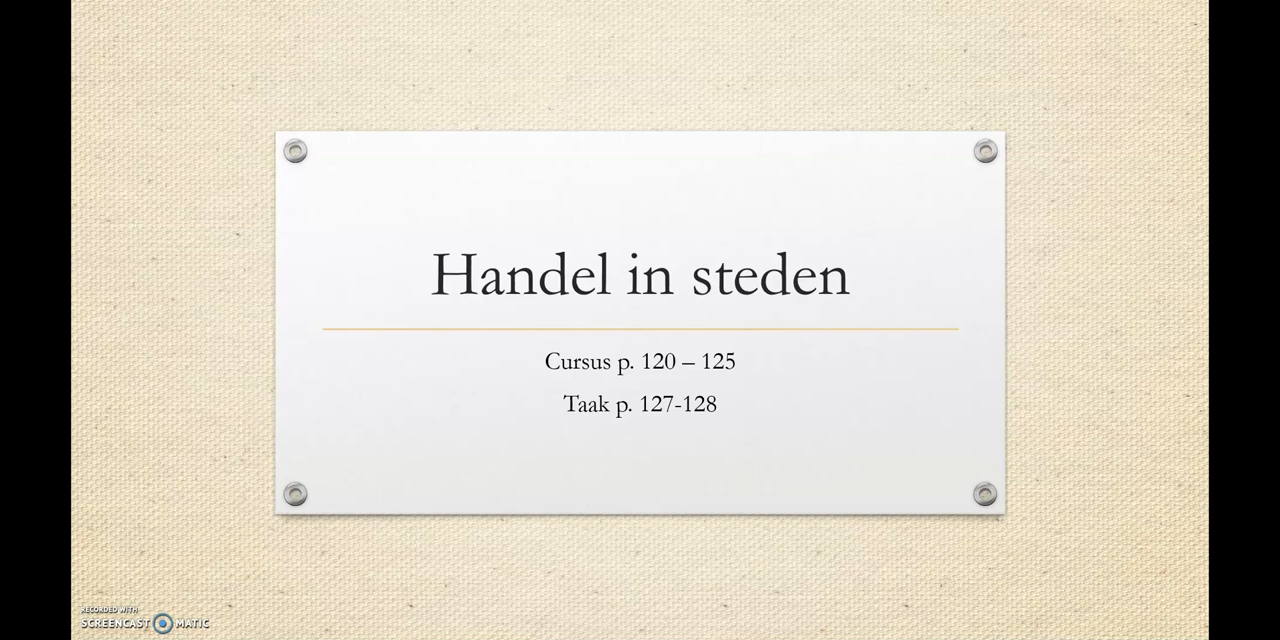 Handel in steden
Cursus p. 120 – 125
Taak p. 127-128
RECORDED WITH
SCREENCAST MATIC